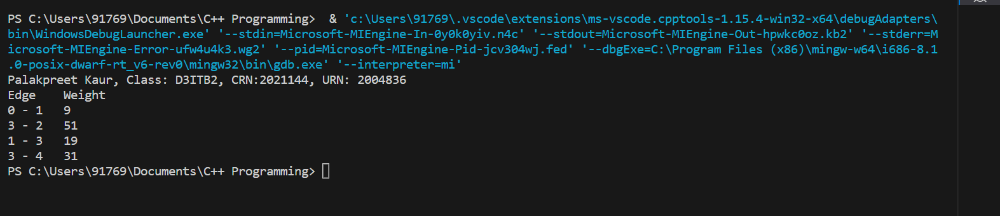 PS C:\Users\91769\Documents\C++ Programming>  & 'c:\Users\91769\.vscode\extensions\ms-vscode.cpptools-1.15.4-win32-x64\debugAdapters\
bin\WindowsDebugLauncher.exe' '--stdin=Microsoft-MIEngine-In-0y0k0yiv.n4c' '--stdout=Microsoft-MIEngine-Out-hpwkc0oz.kb2' '--stderr=M
icrosoft-MIEngine-Error-ufw4u4k3.wg2' '--pid=Microsoft-MIEngine-Pid-jcv304wj.fed' '--dbgExe=C:\Program Files (x86)\mingw-w64\i686-8.1
.0-posix-dwarf-rt_v6-rev0\mingw32\bin\gdb.exe' '--interpreter=mi'
Palakpreet Kaur, Class: D3ITB2, CRN:2021144, URN: 2004836
Edge    Weight
0 - 1   9
3 - 2   51
1 - 3   19
3 - 4   31
PS C:\Users\91769\Documents\C++ Programming>